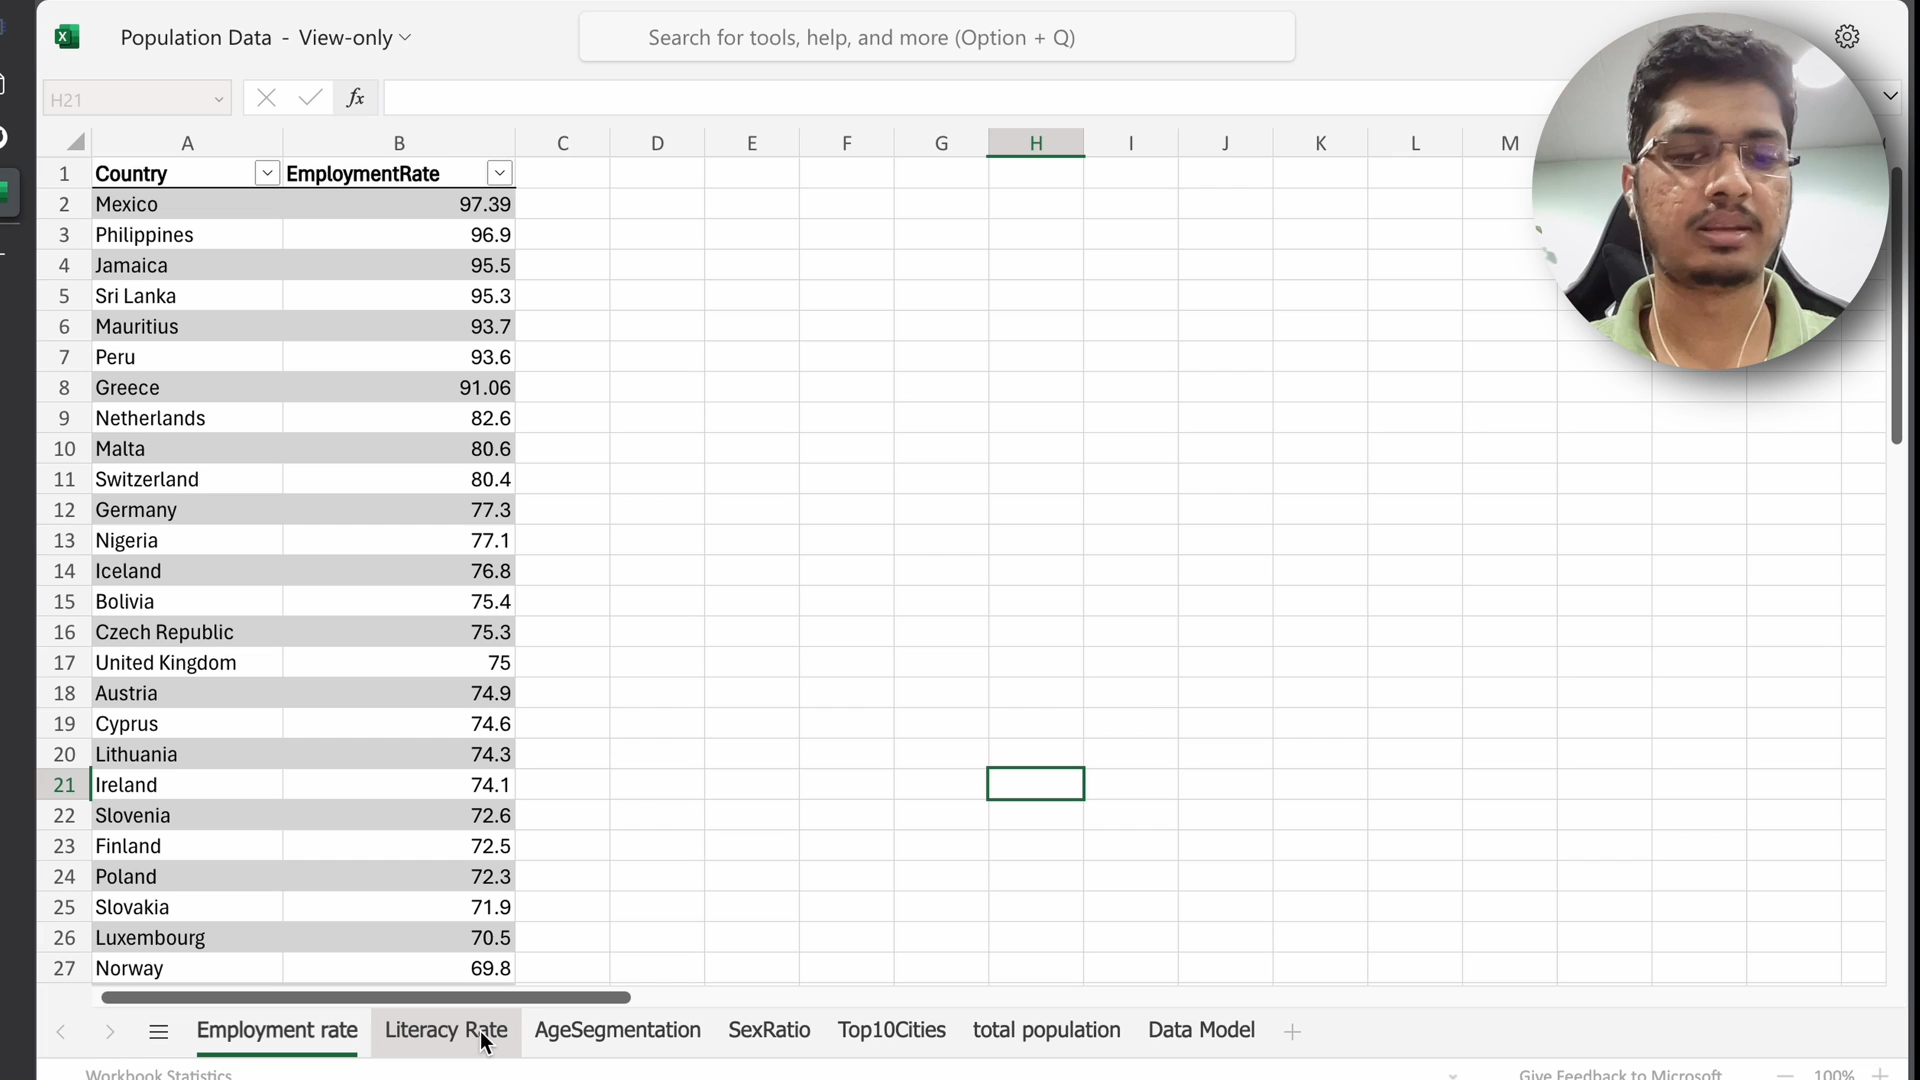 Population Data - View-only
Search for tools, help, and more (Option + Q)
H21
fx
A B C D E F G H I J K L M
1 Country EmploymentRate
2 Mexico 97.39
3 Philippines 96.9
4 Jamaica 95.5
5 Sri Lanka 95.3
6 Mauritius 93.7
7 Peru 93.6
8 Greece 91.06
9 Netherlands 82.6
10 Malta 80.6
11 Switzerland 80.4
12 Germany 77.3
13 Nigeria 77.1
14 Iceland 76.8
15 Bolivia 75.4
16 Czech Republic 75.3
17 United Kingdom 75
18 Austria 74.9
19 Cyprus 74.6
20 Lithuania 74.3
21 Ireland 74.1
22 Slovenia 72.6
23 Finland 72.5
24 Poland 72.3
25 Slovakia 71.9
26 Luxembourg 70.5
27 Norway 69.8
Employment rate Literacy Rate AgeSegmentation SexRatio Top10Cities total population Data Model
Workbook Statistics Give Feedback to Microsoft 100%